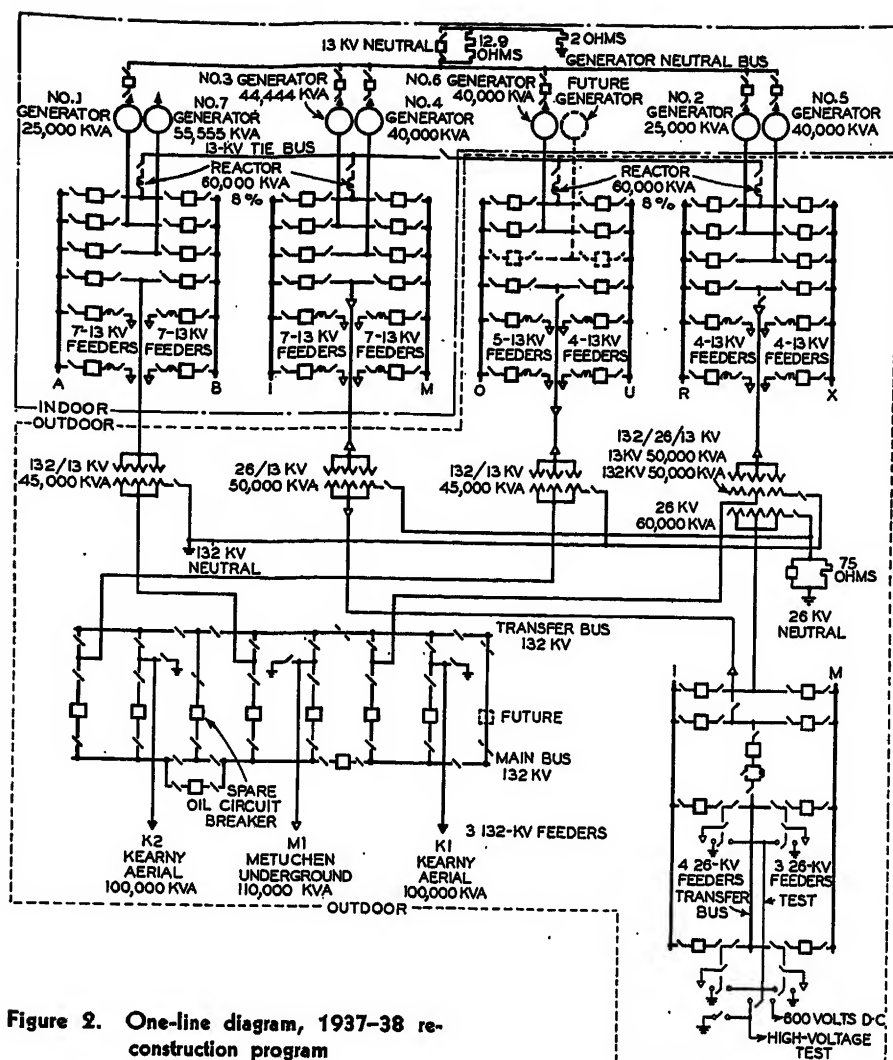 13 KV NEUTRAL
12.9
OHMS
2 OHMS
GENERATOR NEUTRAL BUS
NO.1
GENERATOR
25,000 KVA
NO.7
GENERATOR
55,555 KVA
NO.3 GENERATOR
44,444 KVA
NO.4
GENERATOR
40,000 KVA
NO.6
GENERATOR
40,000 KVA
FUTURE
GENERATOR
NO.2
GENERATOR
25,000 KVA
NO.5
GENERATOR
40,000 KVA
13-KV TIE BUS
REACTOR
60,000 KVA
8%
REACTOR
60,000 KVA
8%
7-13 KV
FEEDERS
7-13 KV
FEEDERS
7-13 KV
FEEDERS
7-13 KV
FEEDERS
5-13 KV
FEEDERS
4-13 KV
FEEDERS
4-13 KV
FEEDERS
4-13 KV
FEEDERS
A
B
I
M
O
U
R
X
INDOOR
OUTDOOR
132/13 KV
45,000 KVA
26/13 KV
50,000 KVA
132/13 KV
45,000 KVA
132/26/13 KV
13KV 50,000 KVA
132KV 50,000 KVA
26 KV
60,000 KVA
132 KV
NEUTRAL
75
OHMS
26 KV
NEUTRAL
TRANSFER BUS
132 KV
FUTURE
MAIN BUS
132 KV
SPARE
OIL CIRCUIT
BREAKER
K2
KEARNY
AERIAL
100,000 KVA
M1
METUCHEN
UNDERGROUND
110,000 KVA
K1
KEARNY
AERIAL
100,000 KVA
3 132-KV FEEDERS
OUTDOOR
I
M
4 26-KV
FEEDERS
3 26-KV
FEEDERS
TRANSFER
BUS
TEST
600 VOLTS D-C
HIGH-VOLTAGE
TEST
Figure 2. One-line diagram, 1937–38 re-
construction program